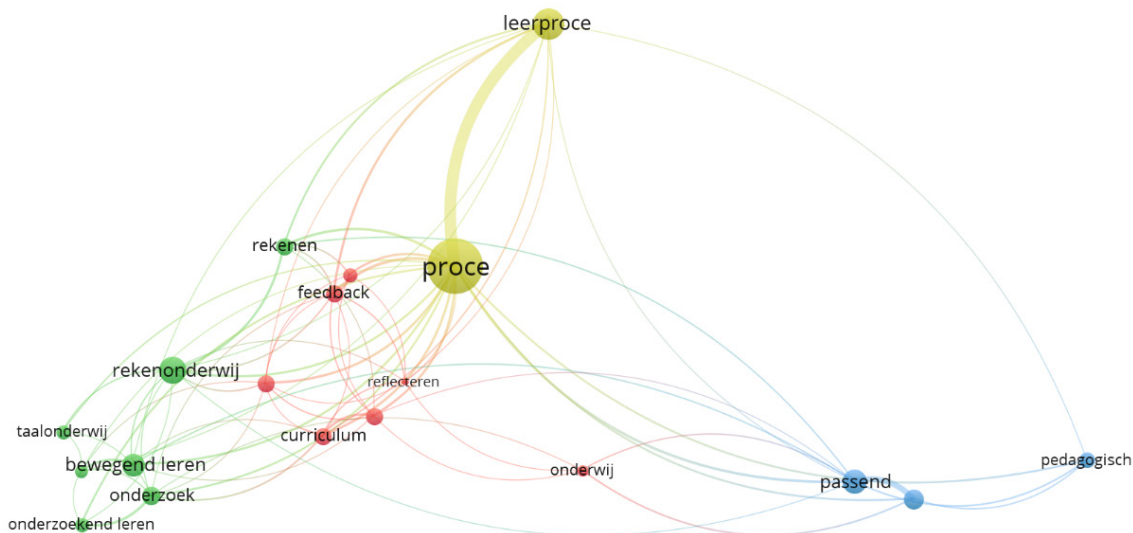 leerproce
rekenen
proce
feedback
rekenonderwij
reflecteren
taalonderwij
curriculum
bewegend leren
onderwij
pedagogisch
passend
onderzoek
onderzoekend leren